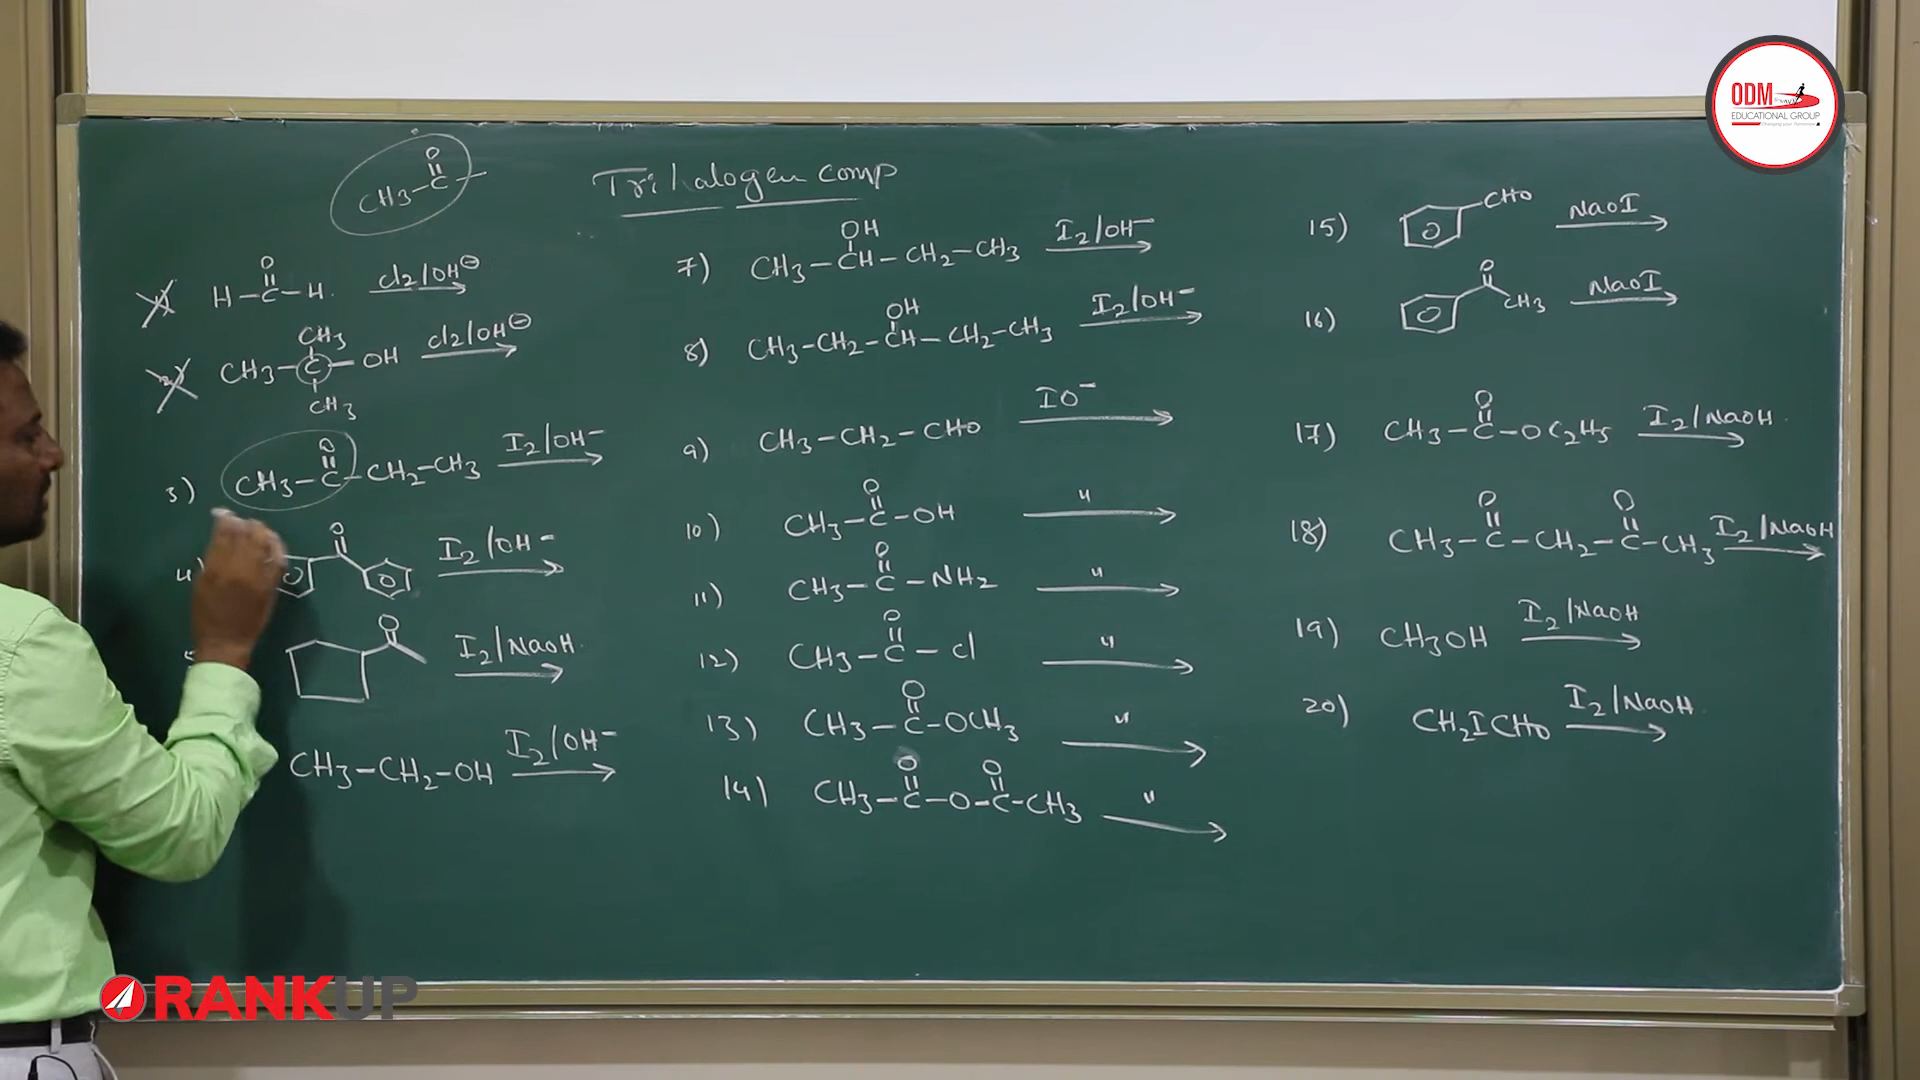 CH3-C-
O
Trihalogen comp
1) H-C-H Cl2/OH⊖
O
2) CH3-C-OH Cl2/OH⊖
CH3
CH3
3) CH3-C-CH2-CH3 I2/OH-
O
4) O I2/OH-
O I2/NaOH
CH3-CH2-OH I2/OH-
7) CH3-CH-CH2-CH3 I2/OH-
OH
8) CH3-CH2-CH-CH2-CH3 I2/OH-
OH
9) CH3-CH2-CHO IO-
10) CH3-C-OH "
O
11) CH3-C-NH2 "
O
12) CH3-C-Cl "
O
13) CH3-C-OCH3 "
O
14) CH3-C-O-C-CH3 "
O O
15) CHO NaOI
16) O CH3 NaOI
17) CH3-C-OC2H5 I2/NaOH
O
18) CH3-C-CH2-C-CH3 I2/NaOH
O O
19) CH3OH I2/NaOH
20) CH2ICHO I2/NaOH
ODM
EDUCATIONAL GROUP
RANKUP